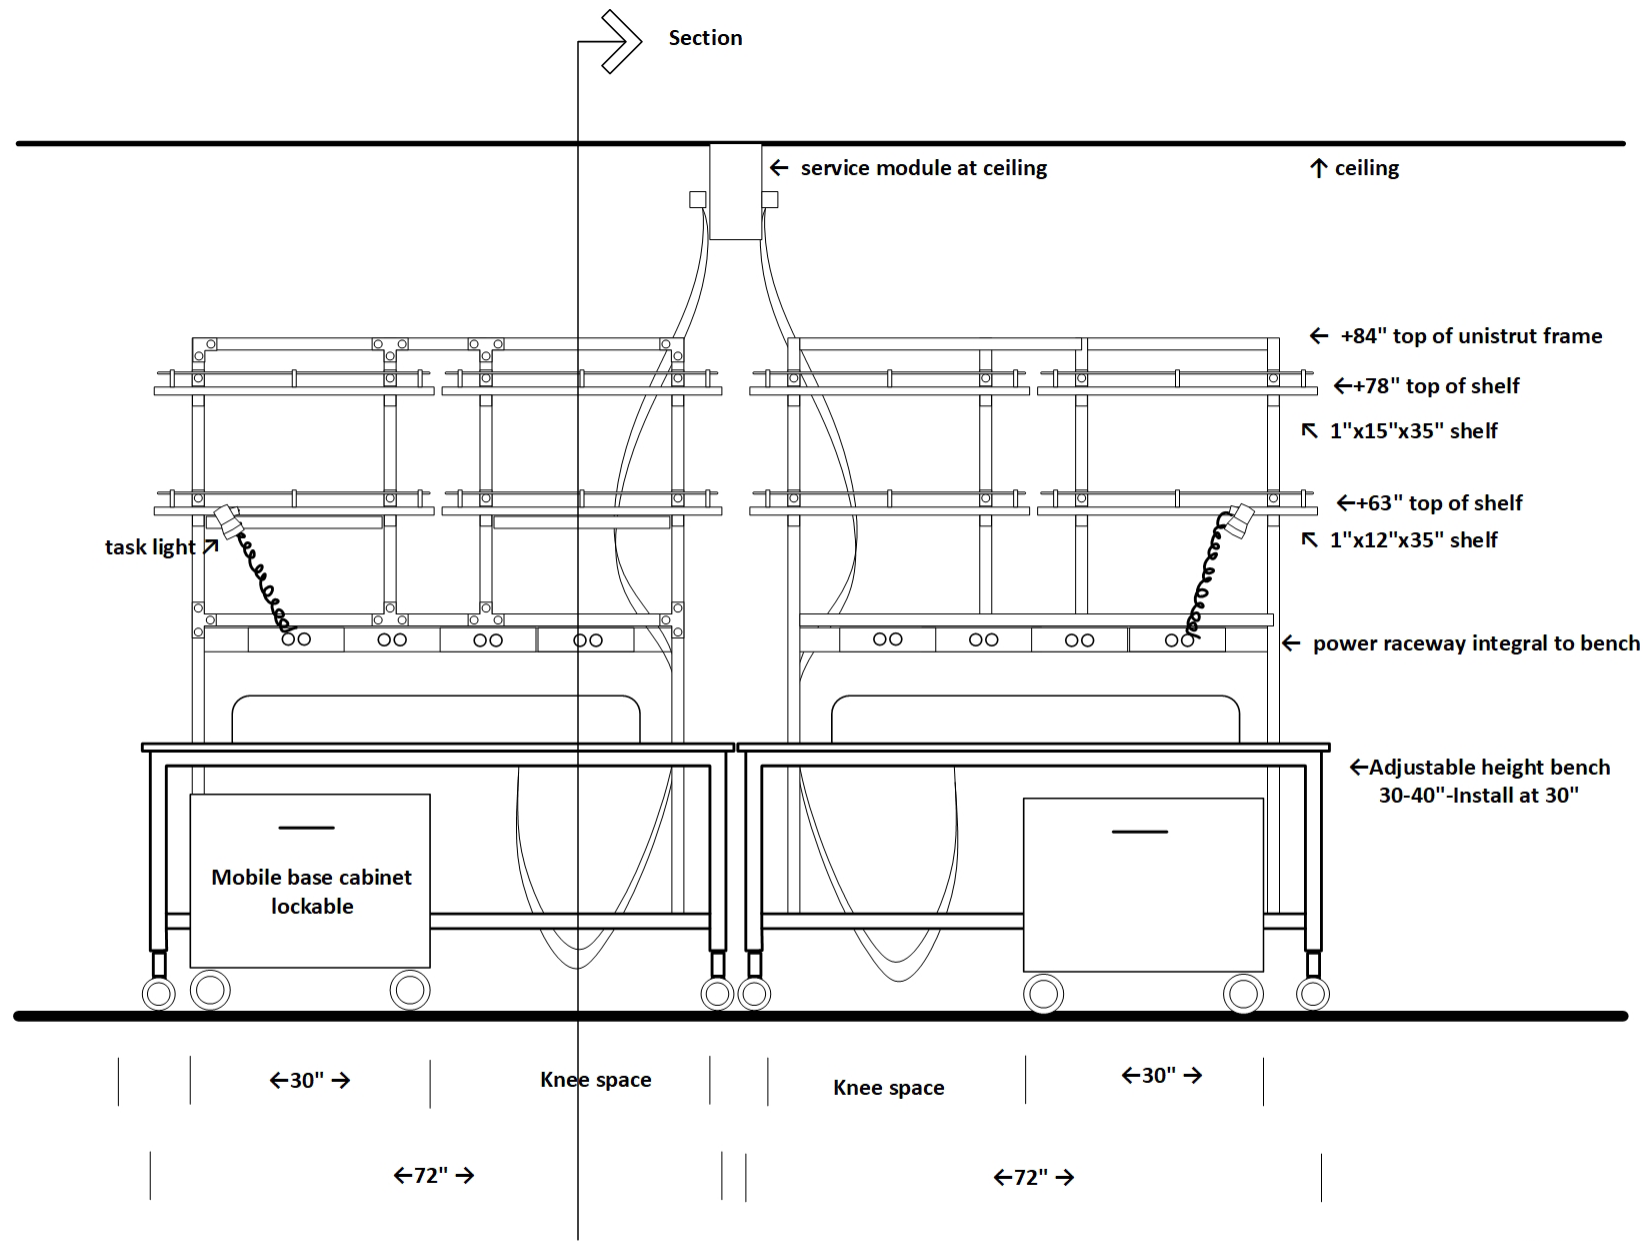 Section
← service module at ceiling
↑ ceiling
← +84" top of unistrut frame
←+78" top of shelf
↖ 1"x15"x35" shelf
←+63" top of shelf
↖ 1"x12"x35" shelf
task light ↗
← power raceway integral to bench
←Adjustable height bench
30-40"-Install at 30"
Mobile base cabinet
lockable
←30" →
Knee space
Knee space
←30" →
←72" →
←72" →